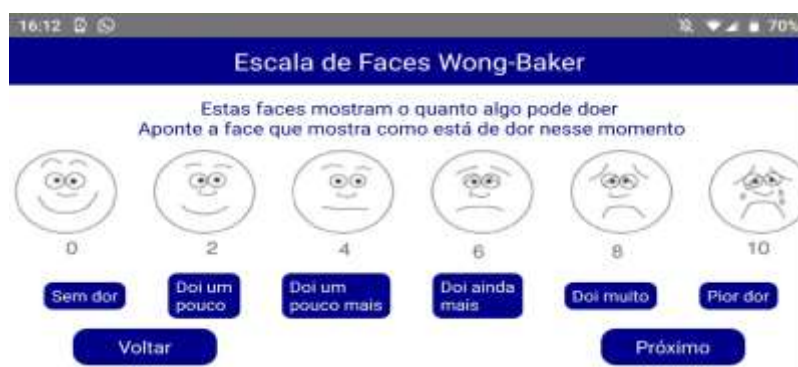 16:12 70%
Escala de Faces Wong-Baker
Estas faces mostram o quanto algo pode doer
Aponte a face que mostra como está de dor nesse momento
0 2 4 6 8 10
Sem dor
Doi um
pouco
Doi um
pouco mais
Doi ainda
mais
Doi muito
Pior dor
Voltar
Próximo